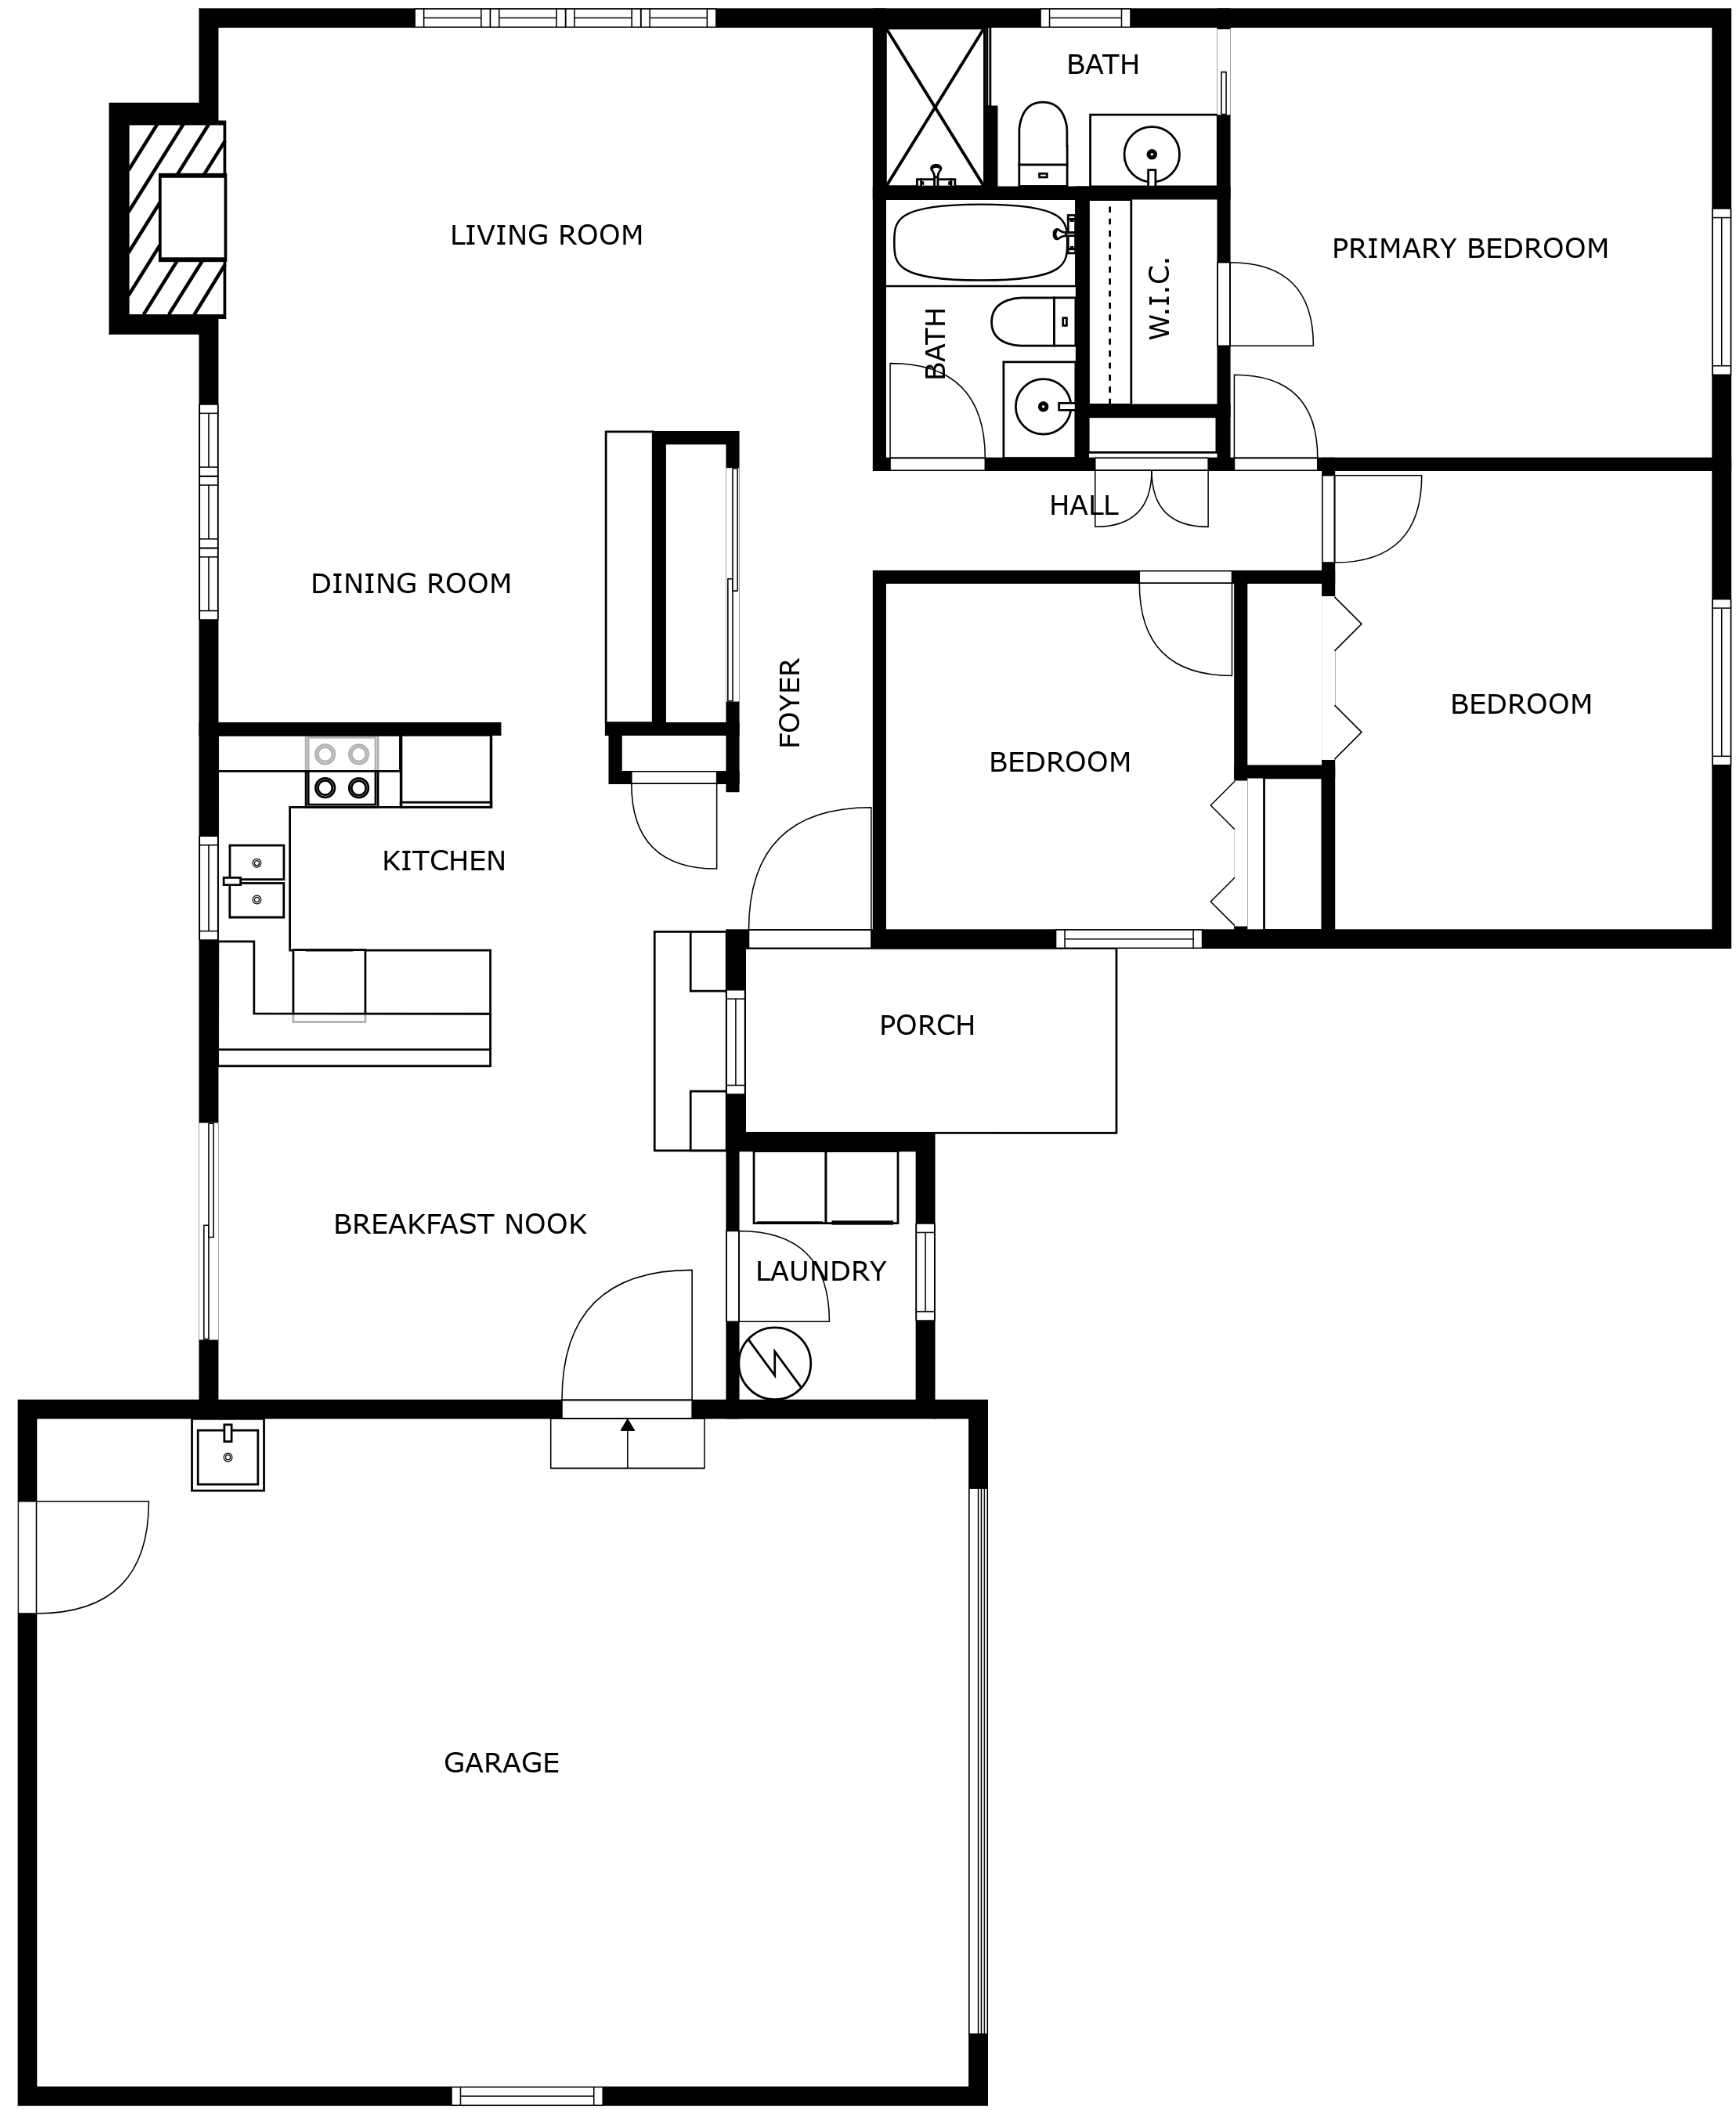 BATH
LIVING ROOM
PRIMARY BEDROOM
W.I.C.
BATH
HALL
DINING ROOM
FOYER
BEDROOM
BEDROOM
KITCHEN
PORCH
BREAKFAST NOOK
LAUNDRY
GARAGE